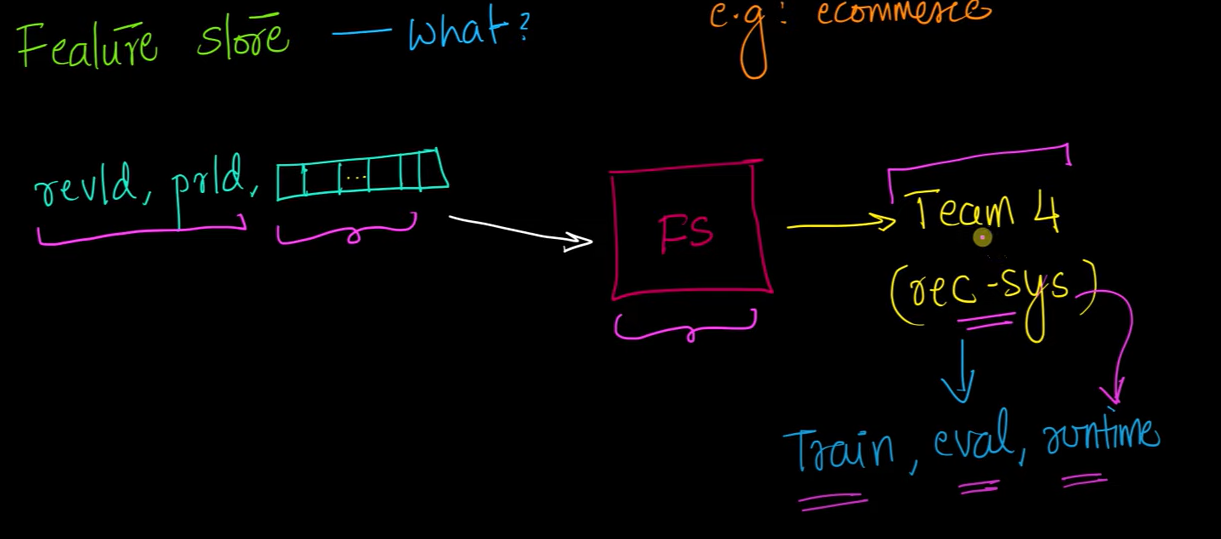 Feature store — what?
e.g: ecommerce
revId, prId, ...
FS
Team 4
(rec-sys)
Train, eval, runtime